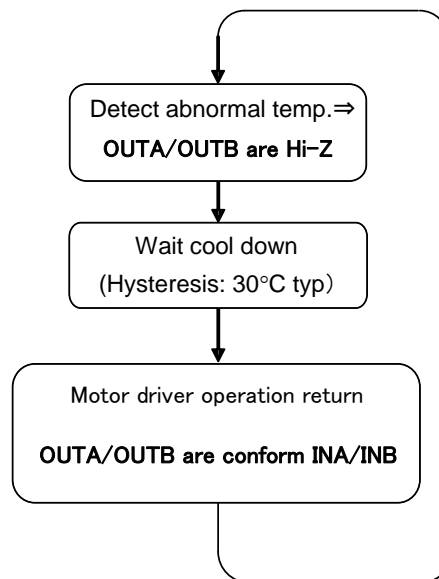 Detect abnormal temp.⇒
OUTA/OUTB are Hi-Z
Wait cool down
(Hysteresis: 30°C typ）
Motor driver operation return
OUTA/OUTB are conform INA/INB